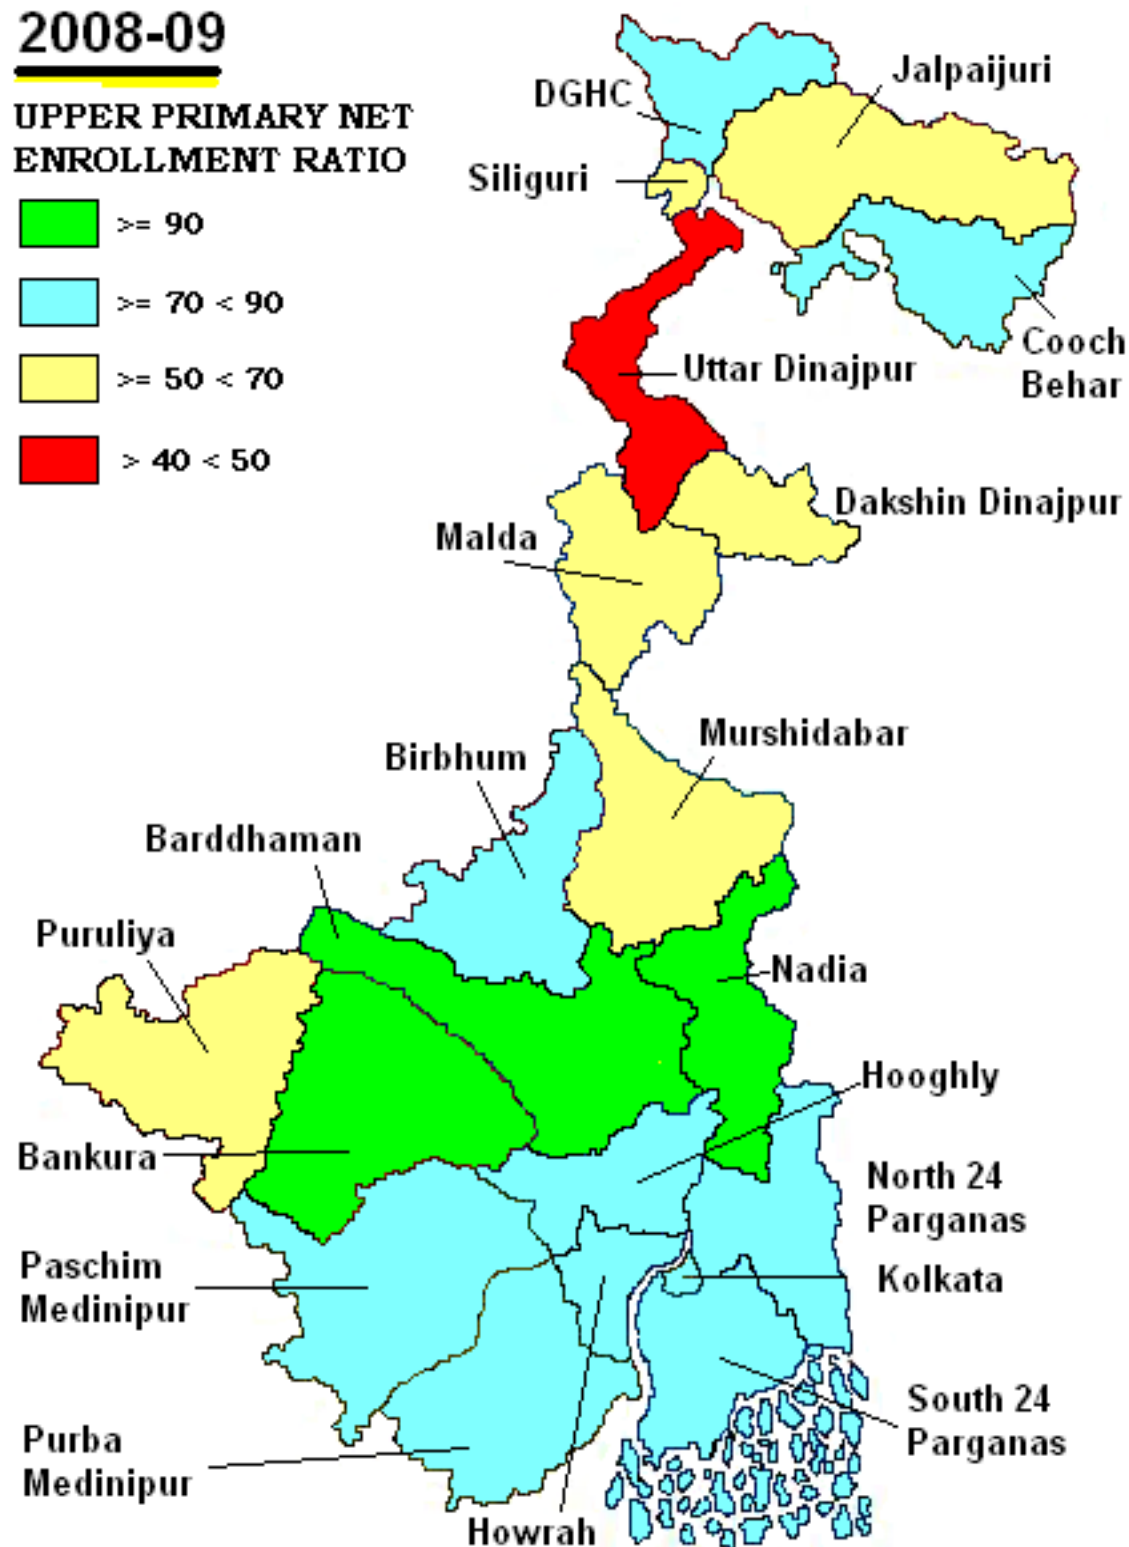 2008-09
UPPER PRIMARY NET
ENROLLMENT RATIO
>= 90
>= 70 < 90
>= 50 < 70
> 40 < 50
DGHC
Jalpaijuri
Siliguri
Cooch
Behar
Uttar Dinajpur
Dakshin Dinajpur
Malda
Murshidabar
Birbhum
Barddhaman
Puruliya
Nadia
Hooghly
Bankura
North 24
Parganas
Paschim
Medinipur
Kolkata
South 24
Parganas
Purba
Medinipur
Howrah